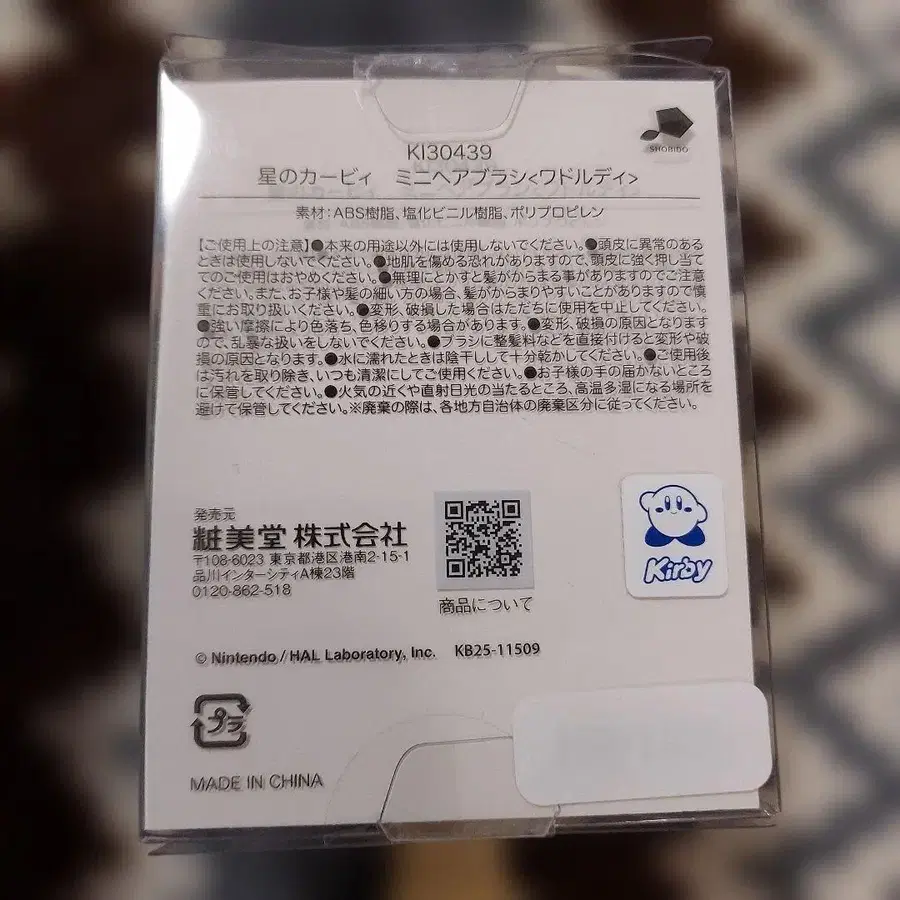 SHOBIDO
KI30439
星のカービィ ミニヘアブラシ<ワドルディ>
素材:ABS樹脂、塩化ビニル樹脂、ポリプロピレン
【ご使用上の注意】●本来の用途以外には使用しないでください。●頭皮に異常のある
ときは使用しないでください。●地肌を傷める恐れがありますので、頭皮に強く押し当て
てのご使用はおやめください。●無理にとかすと髪がからまる事がありますのでご注意
ください。また、お子様や髪の細い方の場合、髪がからまりやすいことがありますので慎
重にお取り扱いください。●変形、破損した場合はただちに使用を中止してください。
●強い摩擦により色落ち、色移りする場合があります。●変形、破損の原因となります
ので、乱暴な扱いをしないでください。●ブラシに整髪料などを直接付けると変形や破
損の原因となります。●水に濡れたときは陰干しして十分乾かしてください。●ご使用後
は汚れを取り除き、いつも清潔にしてご使用ください。●お子様の手の届かないところ
に保管してください。●火気の近くや直射日光の当たるところ、高温多湿になる場所を
避けて保管してください。※廃棄の際は、各地方自治体の廃棄区分に従ってください。
発売元
粧美堂 株式会社
〒108-6023 東京都港区港南2-15-1
品川インターシティA棟23階
0120-862-518
商品について
Kirby
© Nintendo / HAL Laboratory, Inc. KB25-11509
プラ
MADE IN CHINA